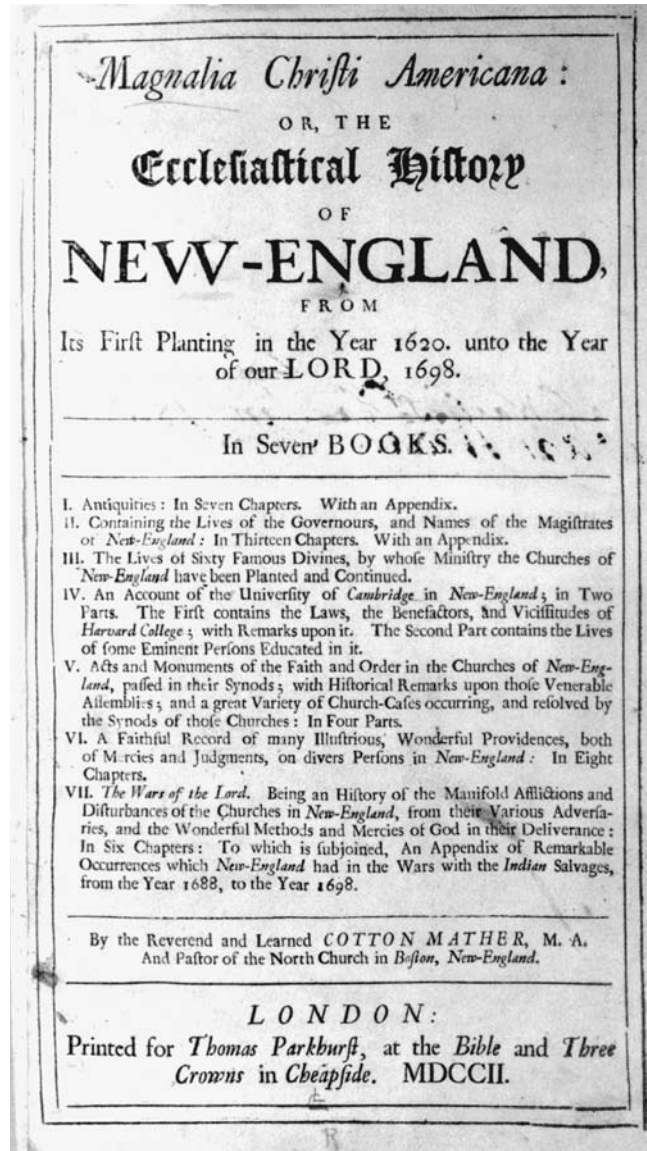 Magnalia Chriſti Americana :
OR, THE
Eccleſiaſtical Hiſtory
OF
NEW-ENGLAND,
FROM
Its Firſt Planting in the Year 1620. unto the Year
of our LORD, 1698.
In Seven BOOKS.
I. Antiquities : In Seven Chapters. With an Appendix.
II. Containing the Lives of the Governours, and Names of the Magiſtrates
of New-England : In Thirteen Chapters. With an Appendix.
III. The Lives of Sixty Famous Divines, by whoſe Miniſtry the Churches of
New-England have been Planted and Continued.
IV. An Account of the Univerſity of Cambridge in New-England ; in Two
Parts. The Firſt contains the Laws, the Benefactors, and Viciſſitudes of
Harvard College ; with Remarks upon it. The Second Part contains the Lives
of ſome Eminent Perſons Educated in it.
V. Acts and Monuments of the Faith and Order in the Churches of New-Eng-
land, paſſed in their Synods ; with Hiſtorical Remarks upon thoſe Venerable
Aſſemblies ; and a great Variety of Church-Caſes occurring, and reſolved by
the Synods of thoſe Churches : In Four Parts.
VI. A Faithful Record of many Illuſtrious, Wonderful Providences, both
of Mercies and Judgments, on divers Perſons in New-England : In Eight
Chapters.
VII. The Wars of the Lord. Being an Hiſtory of the Manifold Afflictions and
Diſturbances of the Churches in New-England, from their Various Adverſa-
ries, and the Wonderful Methods and Mercies of God in their Deliverance :
In Six Chapters : To which is ſubjoined, An Appendix of Remarkable
Occurrences which New-England had in the Wars with the Indian Salvages,
from the Year 1688, to the Year 1698.
By the Reverend and Learned COTTON MATHER, M. A.
And Paſtor of the North Church in Boſton, New-England.
LONDON :
Printed for Thomas Parkhurſt, at the Bible and Three
Crowns in Cheapſide. MDCCII.